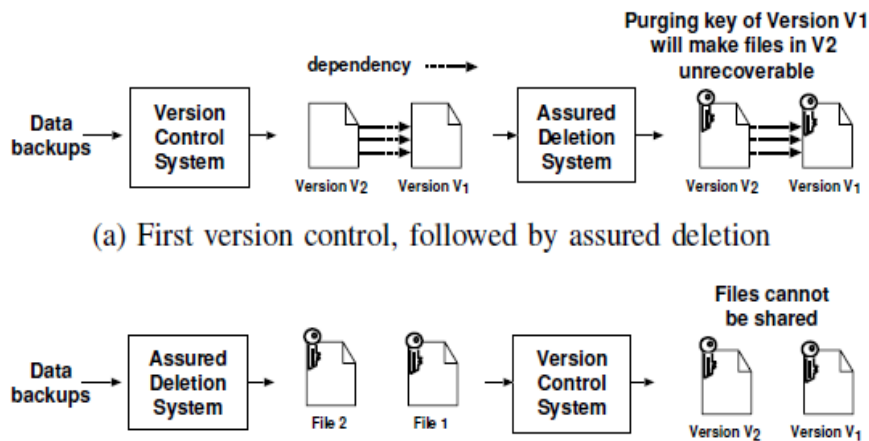 Purging key of Version V1
will make files in V2
unrecoverable
dependency
Data
backups
Version
Control
System
Version V2
Version V1
Assured
Deletion
System
Version V2
Version V1
(a) First version control, followed by assured deletion
Files cannot
be shared
Data
backups
Assured
Deletion
System
File 2
File 1
Version
Control
System
Version V2
Version V1